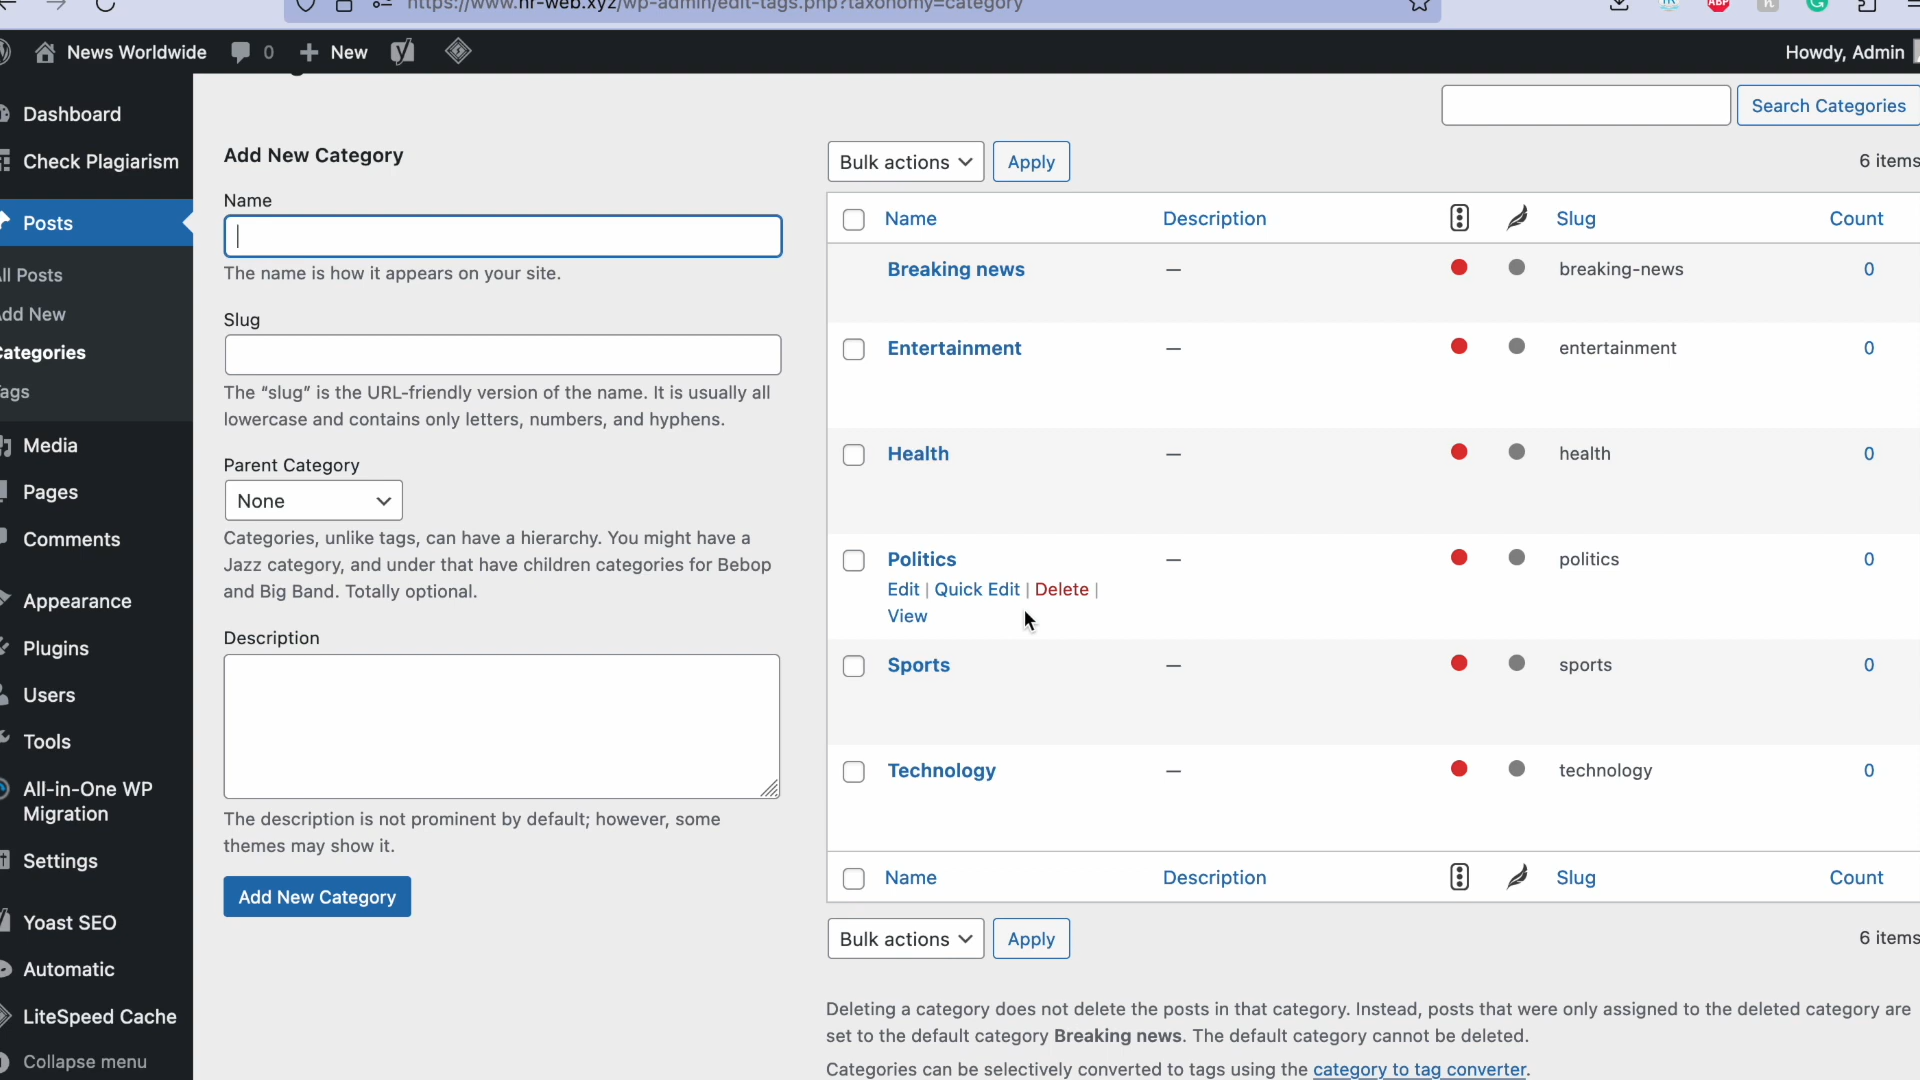 https://www.hr-web.xyz/wp-admin/edit-tags.php?taxonomy=category
News Worldwide 0 New
Howdy, Admin
Dashboard
Check Plagiarism
Posts
ll Posts
dd New
ategories
ags
Media
Pages
Comments
Appearance
Plugins
Users
Tools
All-in-One WP
Migration
Settings
Yoast SEO
Automatic
LiteSpeed Cache
Collapse menu
Add New Category
Name
The name is how it appears on your site.
Slug
The “slug” is the URL-friendly version of the name. It is usually all
lowercase and contains only letters, numbers, and hyphens.
Parent Category
None
Categories, unlike tags, can have a hierarchy. You might have a
Jazz category, and under that have children categories for Bebop
and Big Band. Totally optional.
Description
The description is not prominent by default; however, some
themes may show it.
Add New Category
Search Categories
Bulk actions Apply 6 items
Name Description Slug Count
Breaking news — breaking-news 0
Entertainment — entertainment 0
Health — health 0
Politics — politics 0
Edit | Quick Edit | Delete |
View
Sports — sports 0
Technology — technology 0
Name Description Slug Count
Bulk actions Apply 6 items
Deleting a category does not delete the posts in that category. Instead, posts that were only assigned to the deleted category are
set to the default category Breaking news. The default category cannot be deleted.
Categories can be selectively converted to tags using the category to tag converter.